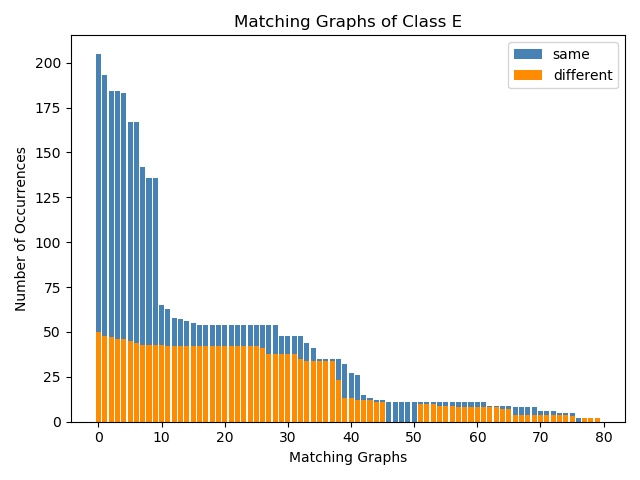 Matching Graphs of Class E
same
different
Number of Occurrences
200
175
150
125
100
75
50
25
0
0 10 20 30 40 50 60 70 80
Matching Graphs